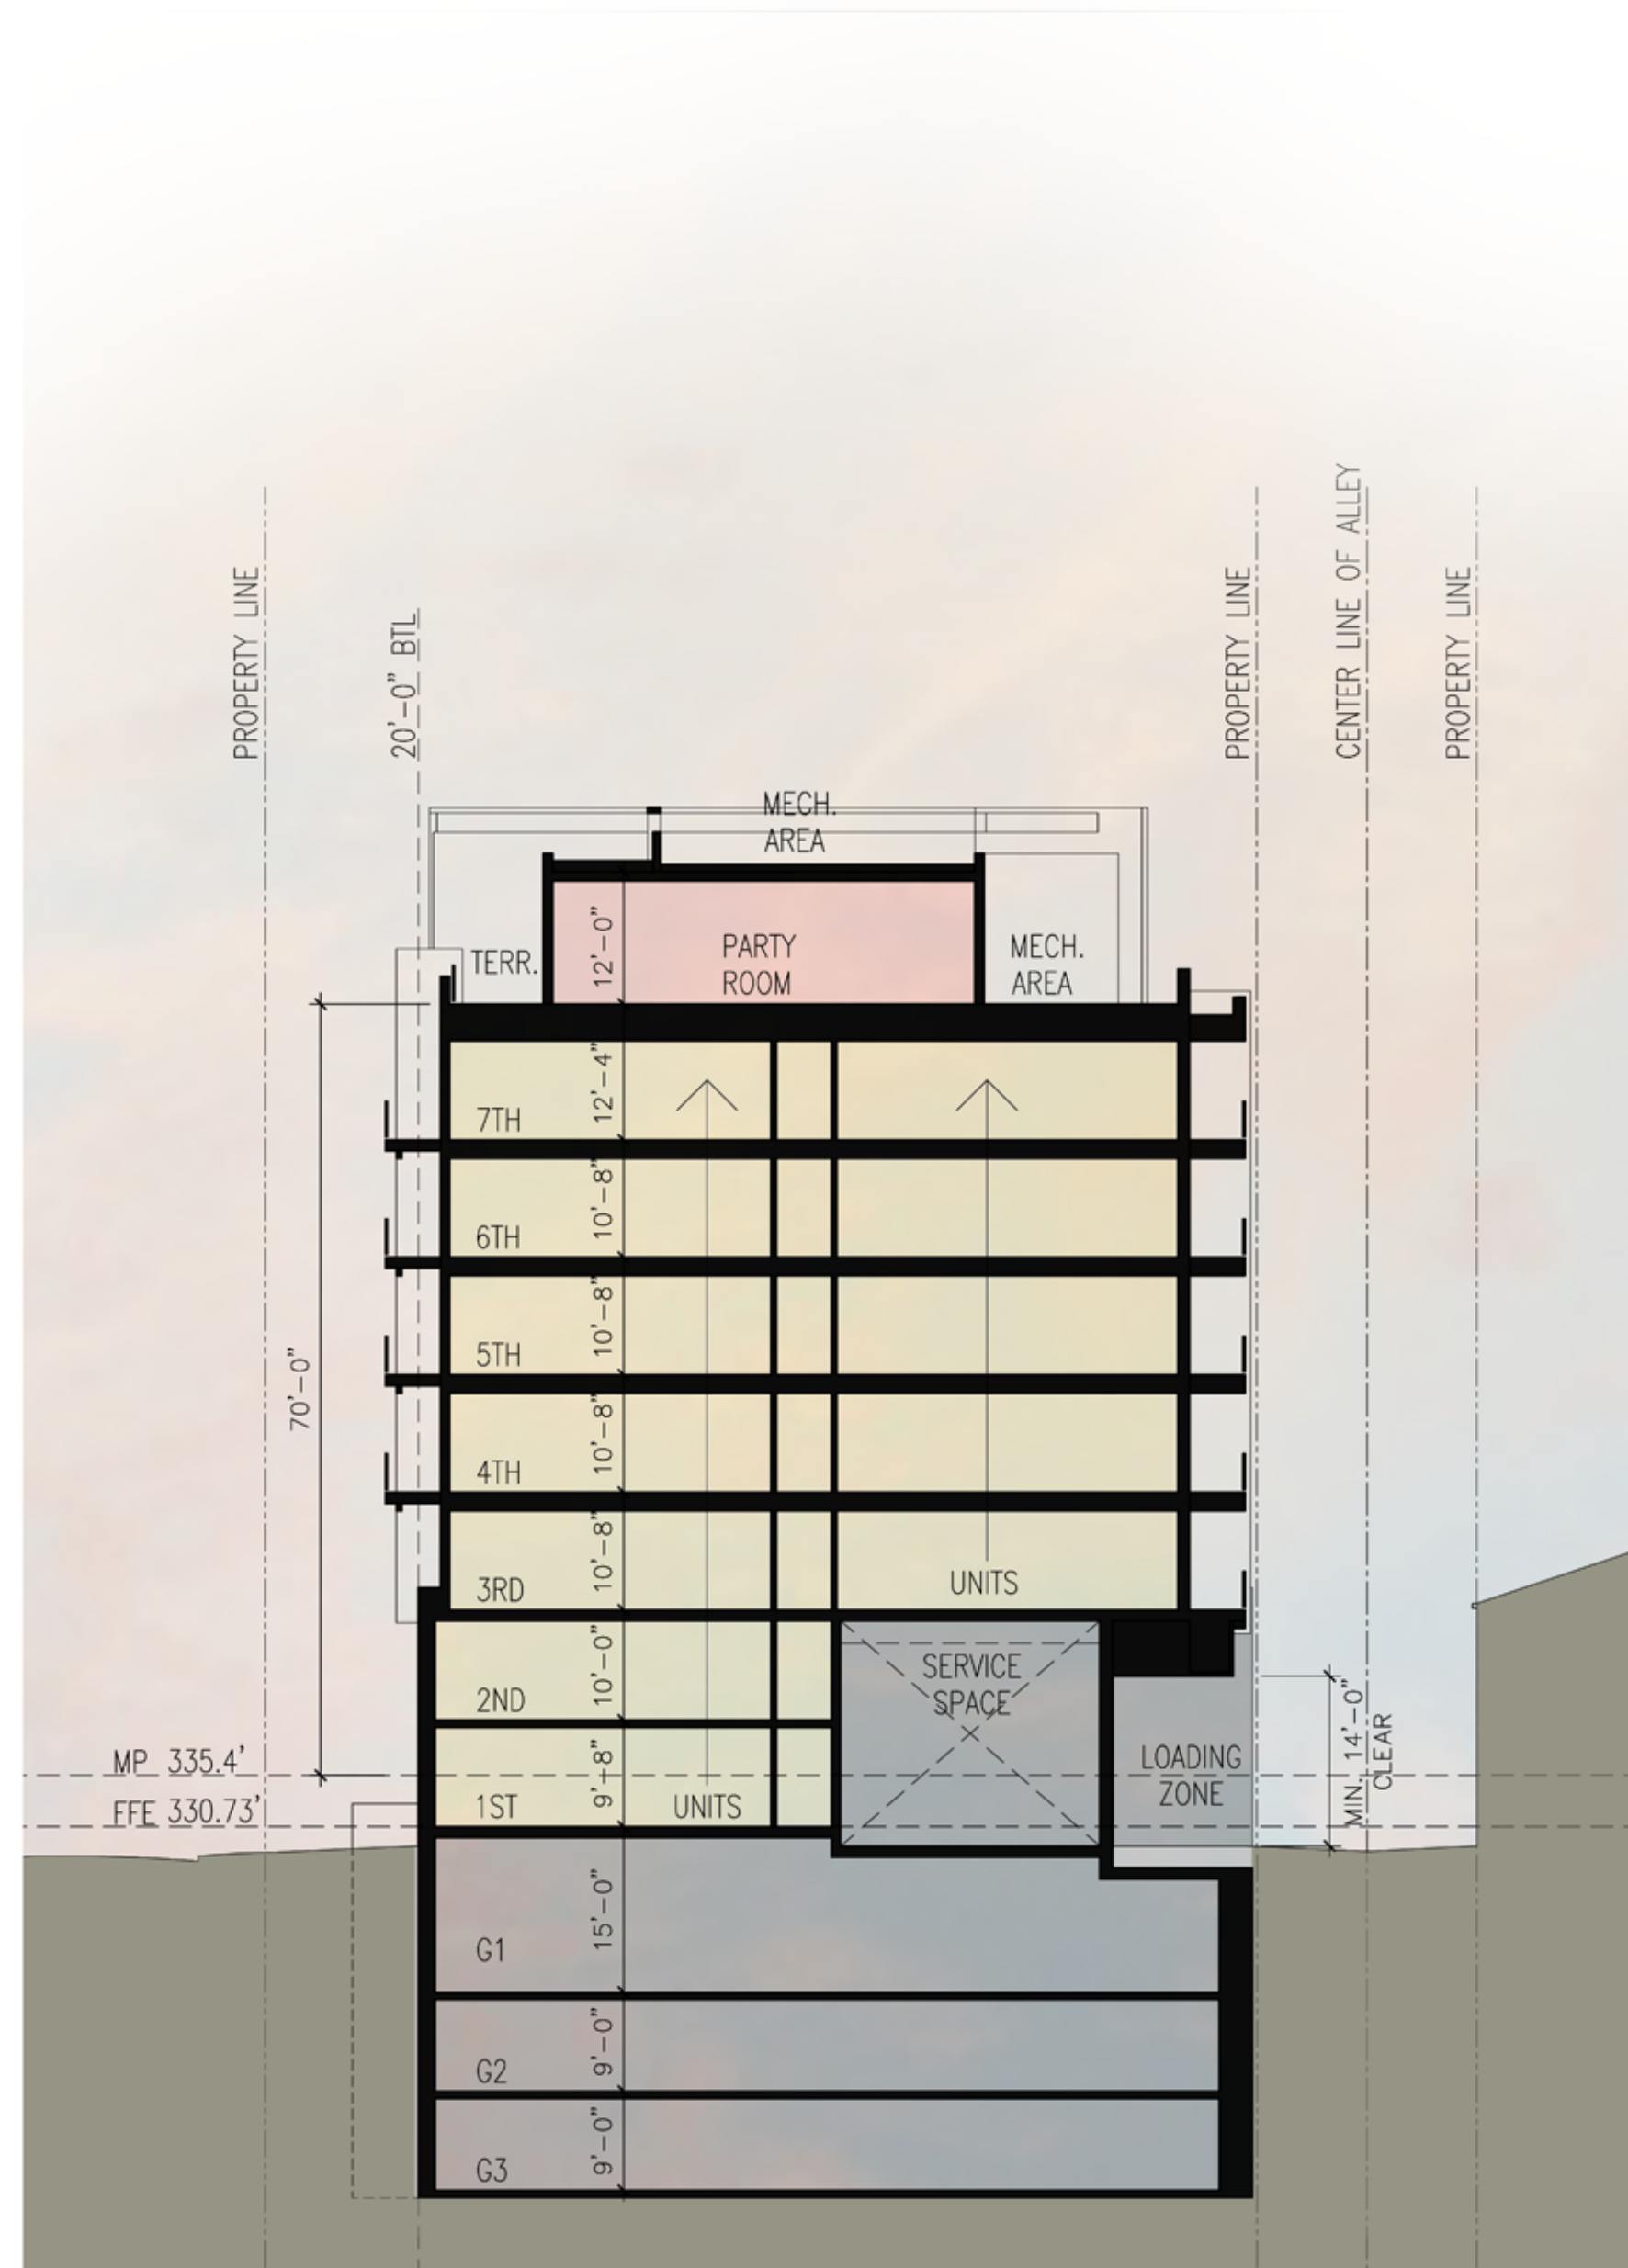 CENTER LINE OF ALLEY
PROPERTY LINE
PROPERTY LINE
PROPERTY LINE
20'-0" BTL
MECH.
AREA
TERR.
12'-0"
PARTY
ROOM
MECH.
AREA
7TH
12'-4"
6TH
10'-8"
5TH
10'-8"
70'-0"
4TH
10'-8"
3RD
10'-8"
UNITS
2ND
10'-0"
SERVICE
SPACE
MP 335.4'
FFE 330.73'
1ST
9'-8"
UNITS
LOADING
ZONE
MIN. 14'-0"
CLEAR
G1
15'-0"
G2
9'-0"
G3
9'-0"